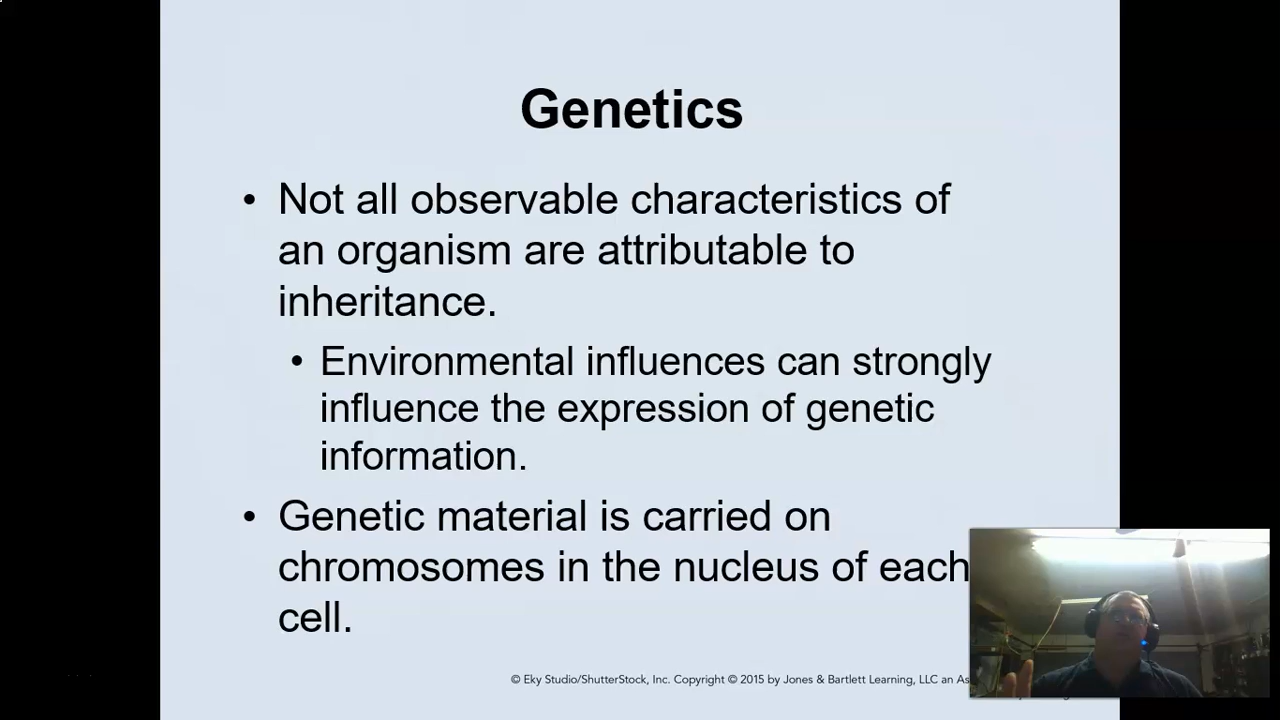 Genetics
• Not all observable characteristics of
an organism are attributable to
inheritance.
• Environmental influences can strongly
influence the expression of genetic
information.
• Genetic material is carried on
chromosomes in the nucleus of each
cell.
© Eky Studio/ShutterStock, Inc. Copyright © 2015 by Jones & Bartlett Learning, LLC an